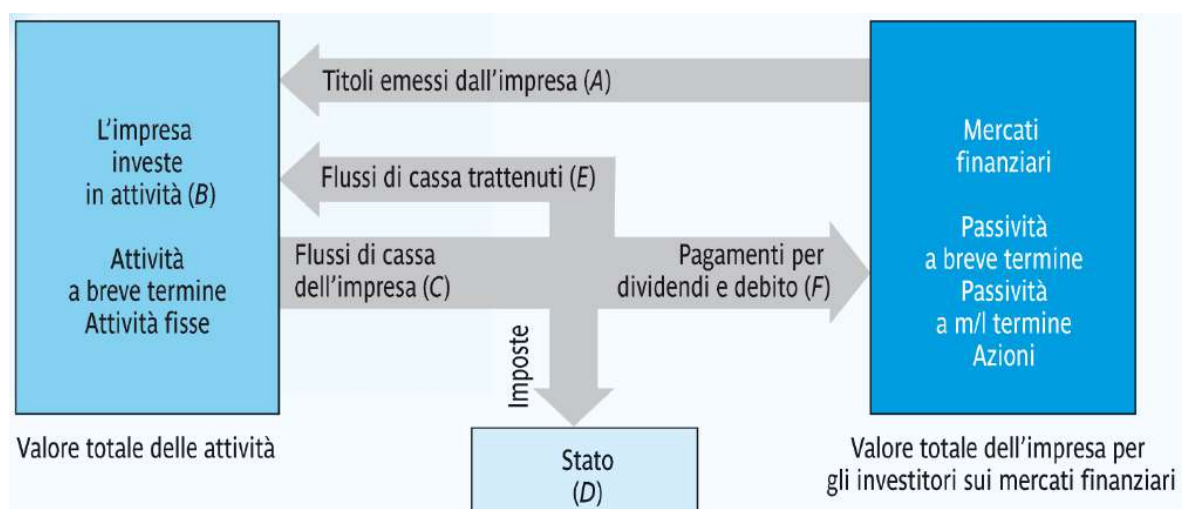 Titoli emessi dall'impresa (A)
L'impresa
investe
in attività (B)
Attività
a breve termine
Attività fisse
Flussi di cassa trattenuti (E)
Flussi di cassa
dell'impresa (C)
Pagamenti per
dividendi e debito (F)
Imposte
Mercati
finanziari
Passività
a breve termine
Passività
a m/l termine
Azioni
Valore totale delle attività
Stato
(D)
Valore totale dell'impresa per
gli investitori sui mercati finanziari